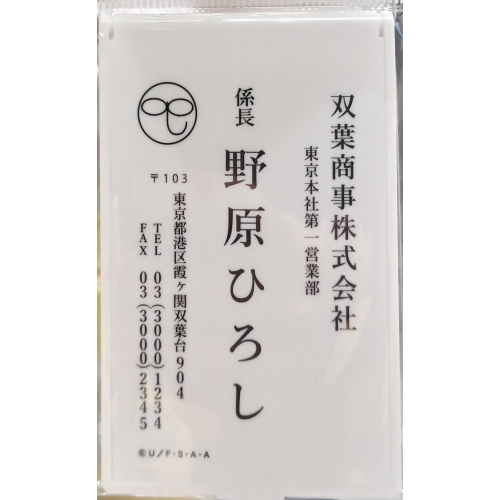 双葉商事株式会社
東京本社第一営業部
係長
野原ひろし
〒103
東京都港区霞ヶ関双葉台904
TEL 03(3000)1234
FAX 03(3000)2345
©U/F・S・A・A